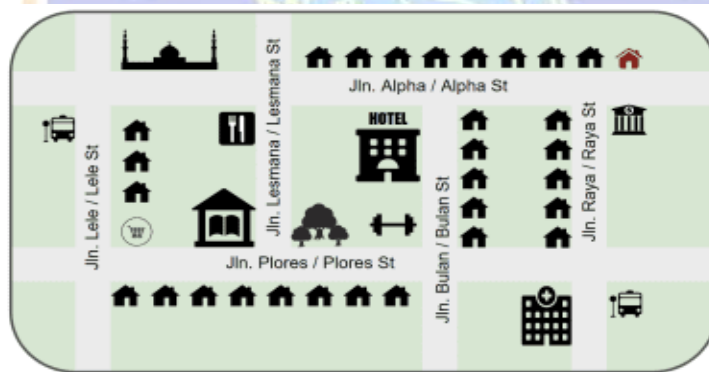 Jln. Alpha / Alpha St
HOTEL
Jln. Lele / Lele St
Jln. Lesmana / Lesmana St
Jln. Bulan / Bulan St
Jln. Raya / Raya St
Jln. Plores / Plores St